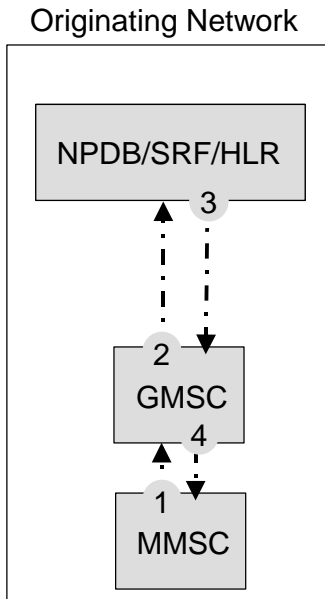 Originating Network
NPDB/SRF/HLR
3
2
GMSC
4
1
MMSC